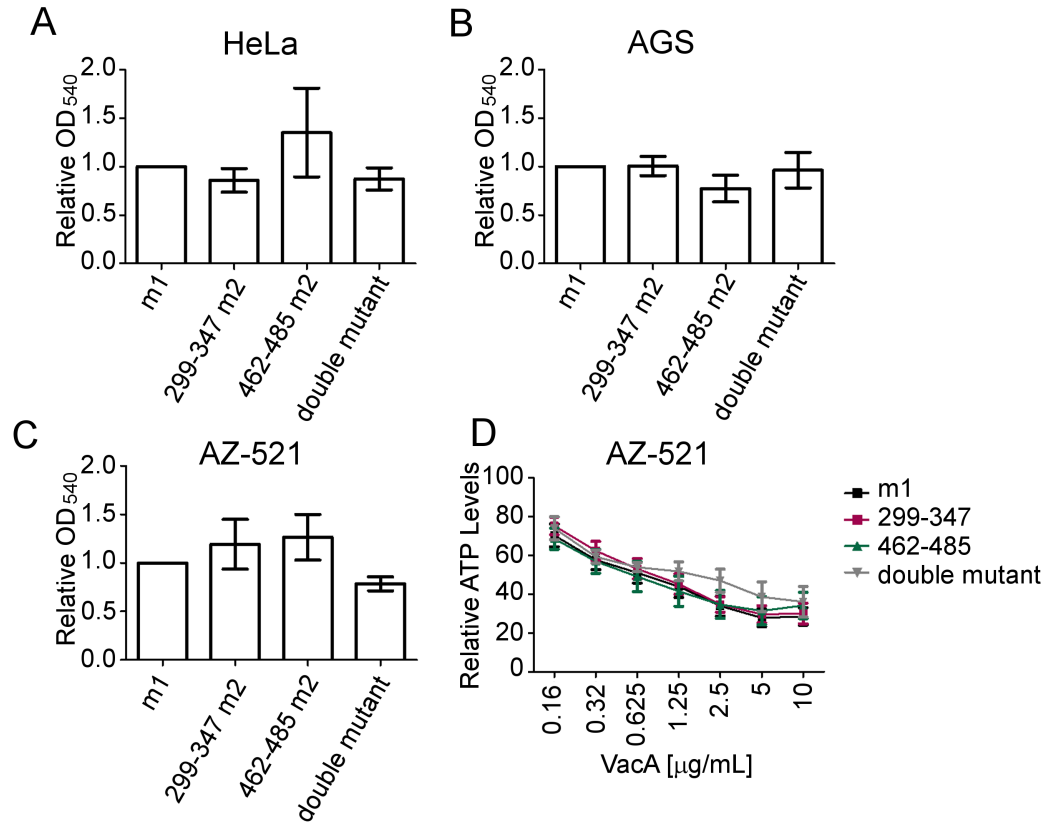 A
HeLa
Relative OD540
2.0
1.5
1.0
0.5
0.0
m1
299-347 m2
462-485 m2
double mutant
B
AGS
Relative OD540
2.0
1.5
1.0
0.5
0.0
m1
299-347 m2
462-485 m2
double mutant
C
AZ-521
Relative OD540
2.0
1.5
1.0
0.5
0.0
m1
299-347 m2
462-485 m2
double mutant
D
AZ-521
Relative ATP Levels
100
80
60
40
20
0
0.16
0.32
0.625
1.25
2.5
5
10
VacA [μg/mL]
m1
299-347
462-485
double mutant